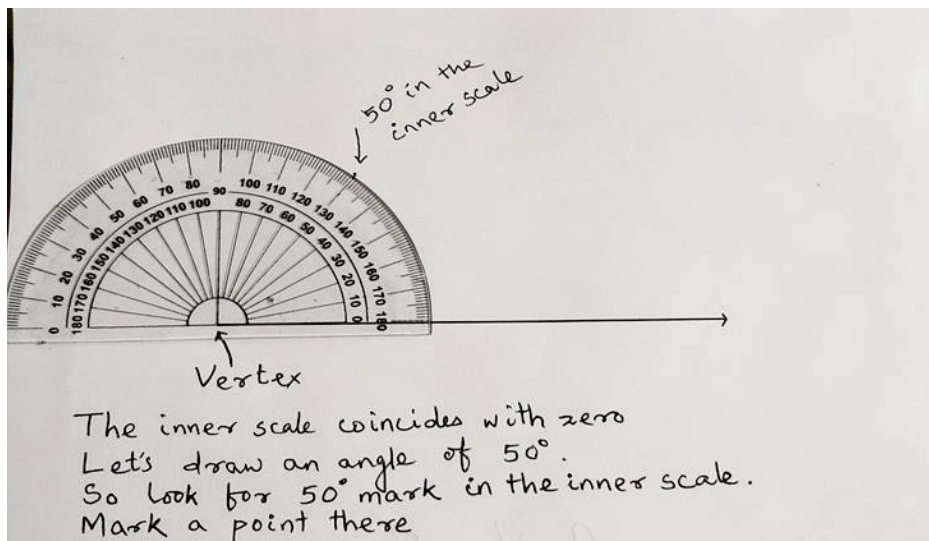 50° in the
inner scale
0 10 20 30 40 50 60 70 80 90 100 110 120 130 140 150 160 170 180
180 170 160 150 140 130 120 110 100 80 70 60 50 40 30 20 10 0
Vertex
The inner scale coincides with zero
Let's draw an angle of 50°.
So look for 50° mark in the inner scale.
Mark a point there